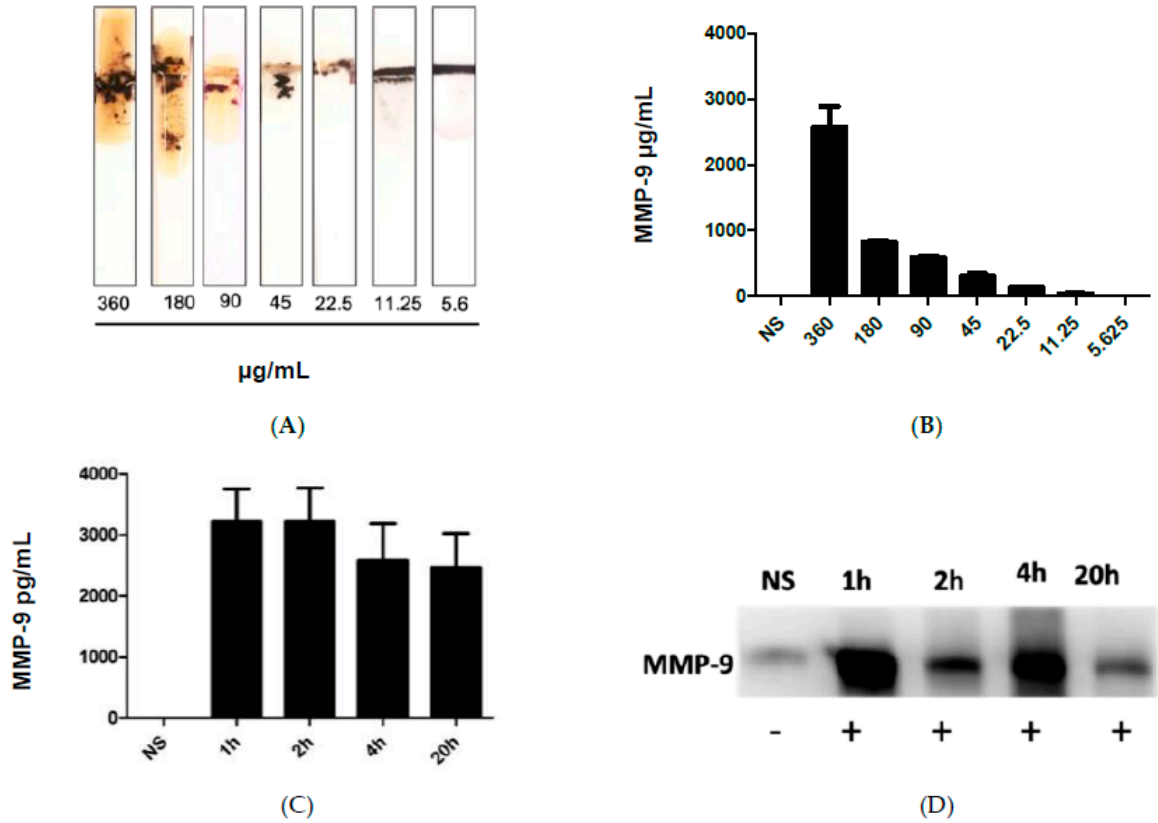 360 180 90 45 22.5 11.25 5.6
µg/mL
(A)
MMP-9 µg/mL
4000
3000
2000
1000
0
NS 360 180 90 45 22.5 11.25 5.625
(B)
MMP-9 pg/mL
4000
3000
2000
1000
0
NS 1h 2h 4h 20h
(C)
NS 1h 2h 4h 20h
MMP-9
- + + + +
(D)